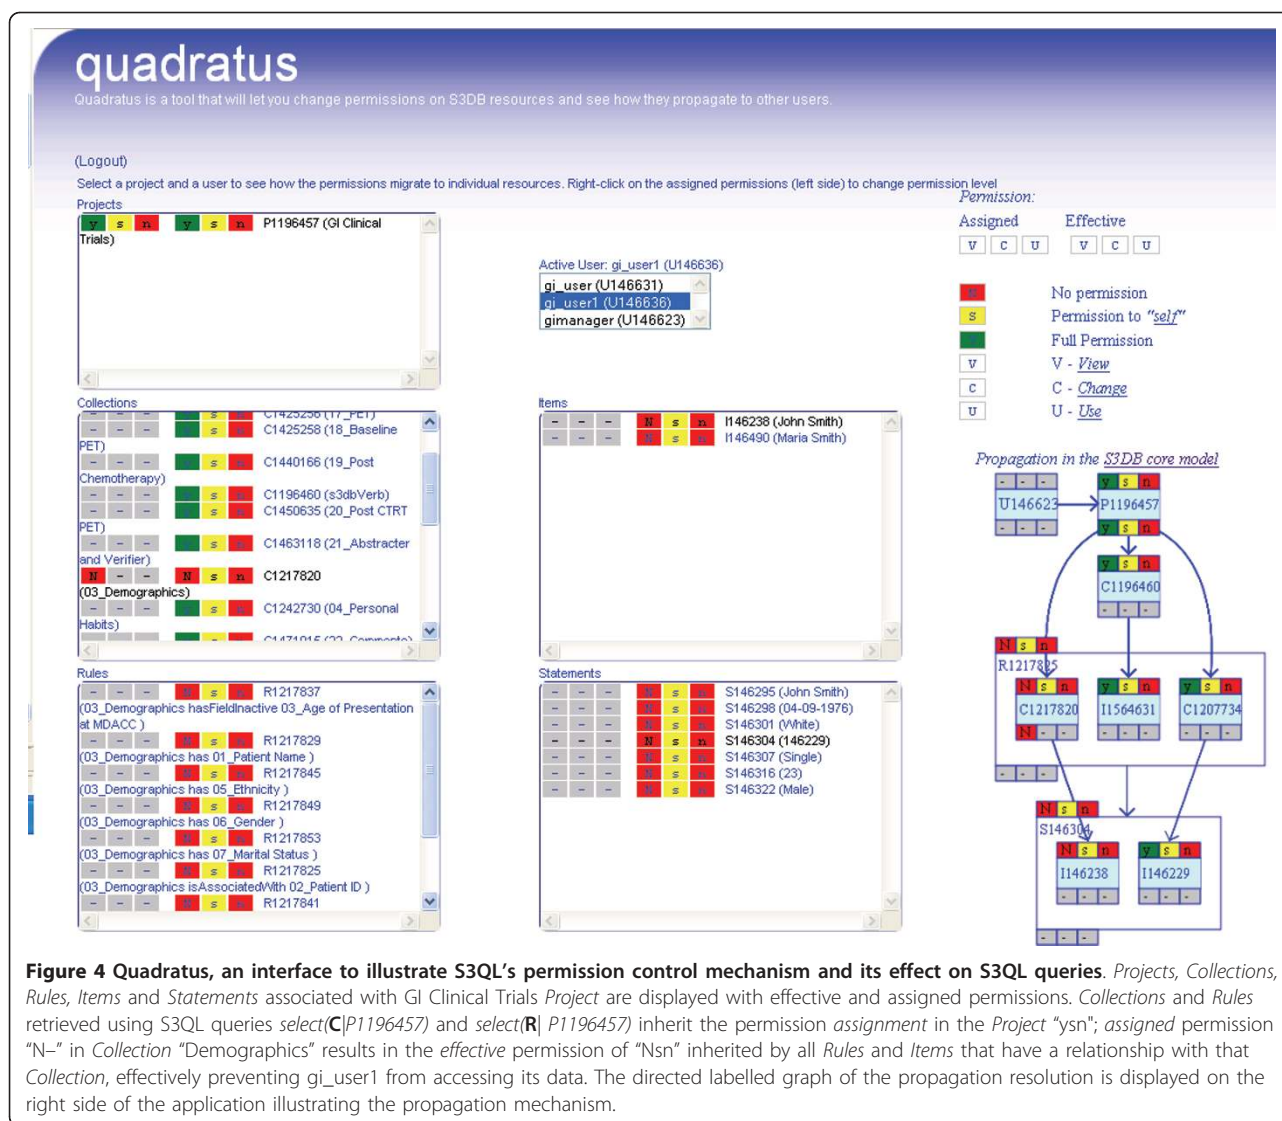 quadratus
Quadratus is a tool that will let you change permissions on S3DB resources and see how they propagate to other users.
(Logout)
Select a project and a user to see how the permissions migrate to individual resources. Right-click on the assigned permissions (left side) to change permission level
Projects
y s n y s n P1196457 (GI Clinical
Trials)
Active User: gi_user1 (U146636)
gi_user (U146631)
gi_user1 (U146636)
gimanager (U146623)
Permission:
Assigned Effective
V C U V C U
N No permission
s Permission to "self"
Full Permission
V V - View
C C - Change
U U - Use
Collections
- - - s n C1425256 (17_PET)
- - - s n C1425258 (18_Baseline
PET)
- - - s n C1440166 (19_Post
Chemotherapy)
- - - s n C1196460 (s3dbVerb)
- - - s n C1450635 (20_Post CTRT
PET)
- - - s n C1463118 (21_Abstracter
and Verifier)
N - - N s n C1217820
(03_Demographics)
- - - s n C1242730 (04_Personal
Habits)
- - - s n C1471915 (22_Comments)
Items
- - - N s n I146238 (John Smith)
- - - N s n I146490 (Maria Smith)
Rules
- - - N s n R1217837
(03_Demographics hasFieldInactive 03_Age of Presentation
at MDACC )
- - - N s n R1217829
(03_Demographics has 01_Patient Name )
- - - N s n R1217845
(03_Demographics has 05_Ethnicity )
- - - N s n R1217849
(03_Demographics has 06_Gender )
- - - N s n R1217853
(03_Demographics has 07_Marital Status )
- - - N s n R1217825
(03_Demographics isAssociatedWith 02_Patient ID )
- - - N s n R1217841
Statements
- - - N s n S146295 (John Smith)
- - - N s n S146298 (04-09-1976)
- - - N s n S146301 (White)
- - - N s n S146304 (146229)
- - - N s n S146307 (Single)
- - - N s n S146316 (23)
- - - N s n S146322 (Male)
Propagation in the S3DB core model
- - - y s n
U146623 P1196457
y s n
y s n
C1196460
- - -
N s n
R1217825
N s n y s n y s n
C1217820 I1564631 C1207734
N - - - - - - - -
- - -
N s n
S146304
N s n y s n
I146238 I146229
- - - - - -
- - -
Figure 4 Quadratus, an interface to illustrate S3QL's permission control mechanism and its effect on S3QL queries. Projects, Collections,
Rules, Items and Statements associated with GI Clinical Trials Project are displayed with effective and assigned permissions. Collections and Rules
retrieved using S3QL queries select(C|P1196457) and select(R| P1196457) inherit the permission assignment in the Project "ysn"; assigned permission
"N–" in Collection "Demographics" results in the effective permission of "Nsn" inherited by all Rules and Items that have a relationship with that
Collection, effectively preventing gi_user1 from accessing its data. The directed labelled graph of the propagation resolution is displayed on the
right side of the application illustrating the propagation mechanism.